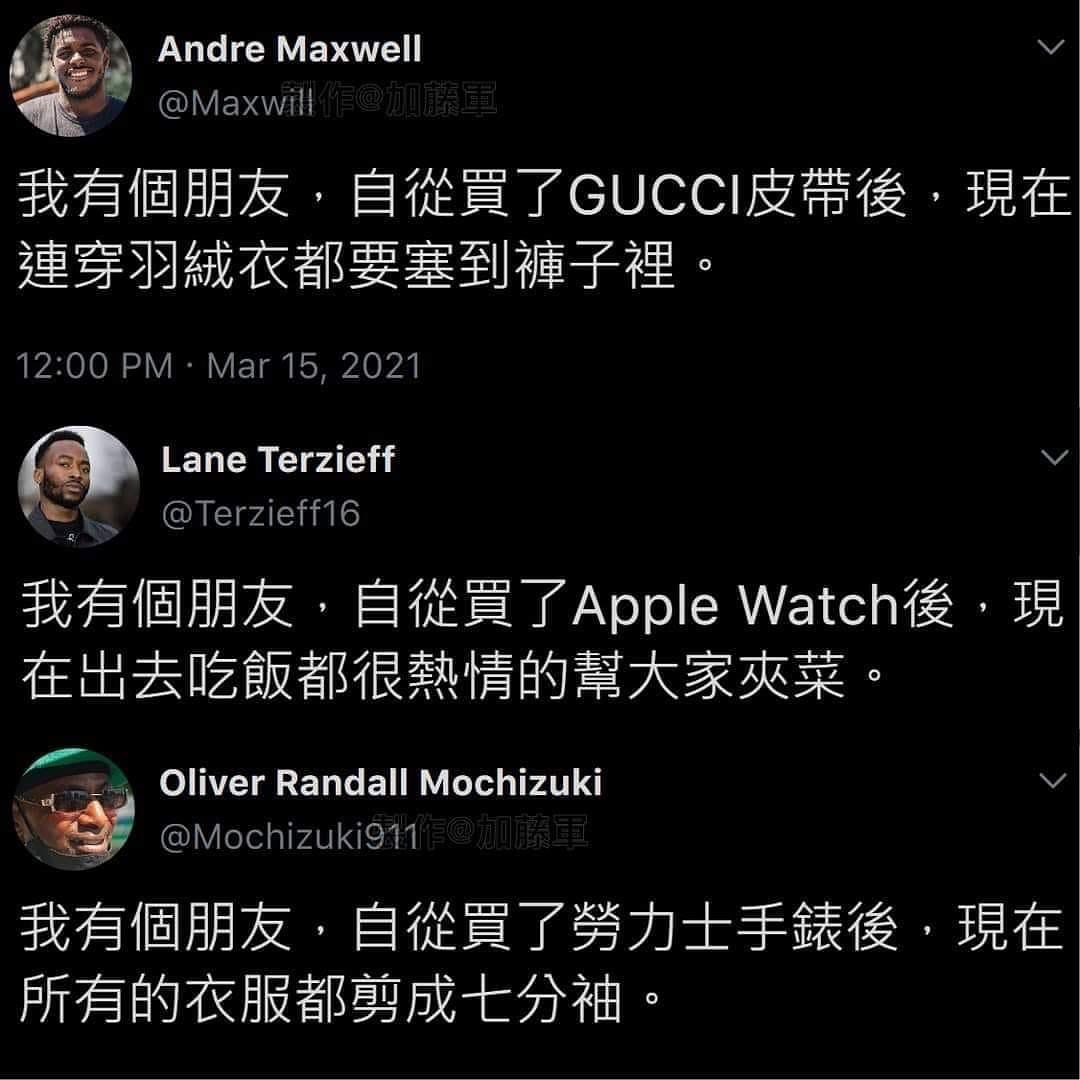 Andre Maxwell
@Maxwill
製作@加藤軍
我有個朋友，自從買了GUCCI皮帶後，現在
連穿羽絨衣都要塞到褲子裡。
12:00 PM · Mar 15, 2021
Lane Terzieff
@Terzieff16
我有個朋友，自從買了Apple Watch後，現
在出去吃飯都很熱情的幫大家夾菜。
Oliver Randall Mochizuki
@Mochizuki911
製作@加藤軍
我有個朋友，自從買了勞力士手錶後，現在
所有的衣服都剪成七分袖。